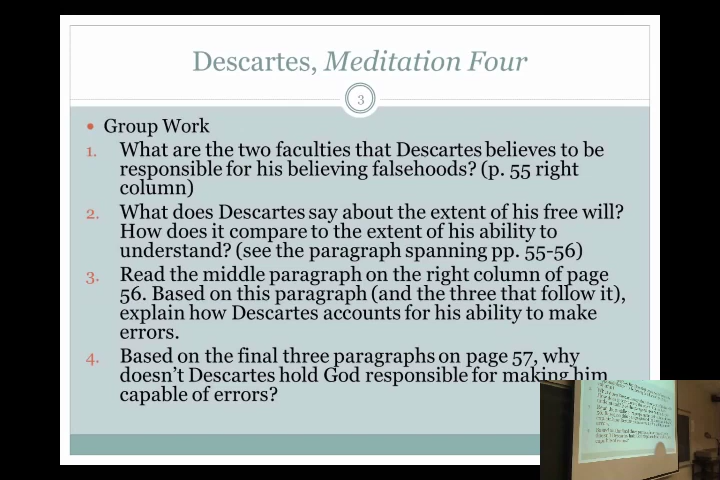 Descartes, Meditation Four
3
• Group Work
1. What are the two faculties that Descartes believes to be
responsible for his believing falsehoods? (p. 55 right
column)
2. What does Descartes say about the extent of his free will?
How does it compare to the extent of his ability to
understand? (see the paragraph spanning pp. 55-56)
3. Read the middle paragraph on the right column of page
56. Based on this paragraph (and the three that follow it),
explain how Descartes accounts for his ability to make
errors.
4. Based on the final three paragraphs on page 57, why
doesn't Descartes hold God responsible for making him
capable of errors?